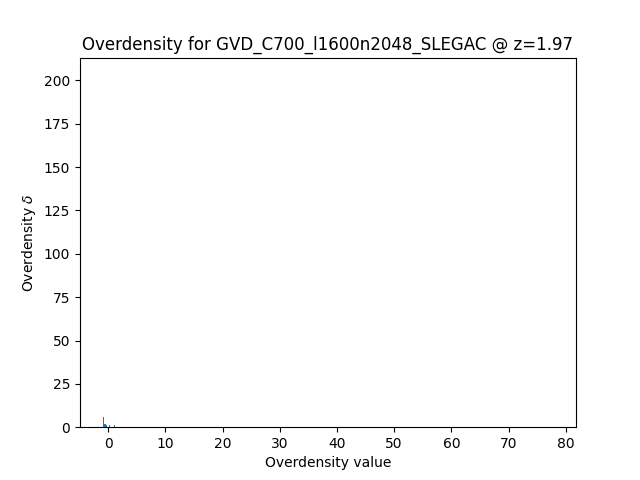 Overdensity for GVD_C700_l1600n2048_SLEGAC @ z=1.97
200
175
150
125
100
75
50
25
0
Overdensity δ
0 10 20 30 40 50 60 70 80
Overdensity value